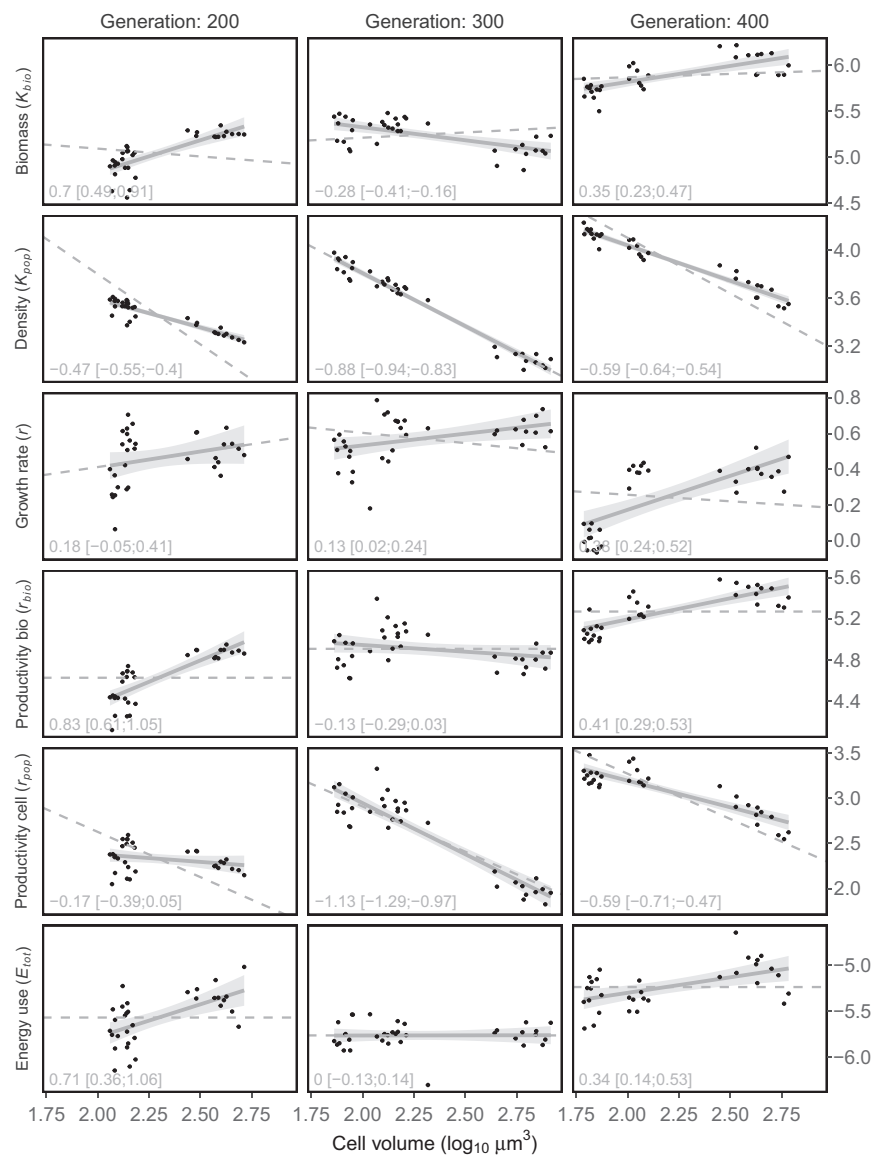 Generation: 200 Generation: 300 Generation: 400
Biomass (K_bio)
0.7 [0.49;0.91] −0.28 [−0.41;−0.16] 0.35 [0.23;0.47]
6.0
5.5
5.0
4.5
Density (K_pop)
−0.47 [−0.55;−0.4] −0.88 [−0.94;−0.83] −0.59 [−0.64;−0.54]
4.0
3.6
3.2
Growth rate (r)
0.18 [−0.05;0.41] 0.13 [0.02;0.24] 0.38 [0.24;0.52]
0.8
0.6
0.4
0.2
0.0
Productivity bio (r_bio)
0.83 [0.61;1.05] −0.13 [−0.29;0.03] 0.41 [0.29;0.53]
5.6
5.2
4.8
4.4
Productivity cell (r_pop)
−0.17 [−0.39;0.05] −1.13 [−1.29;−0.97] −0.59 [−0.71;−0.47]
3.5
3.0
2.5
2.0
Energy use (E_tot)
0.71 [0.36;1.06] 0 [−0.13;0.14] 0.34 [0.14;0.53]
−5.0
−5.5
−6.0
1.75 2.00 2.25 2.50 2.75 1.75 2.00 2.25 2.50 2.75 1.75 2.00 2.25 2.50 2.75
Cell volume (log₁₀ μm³)